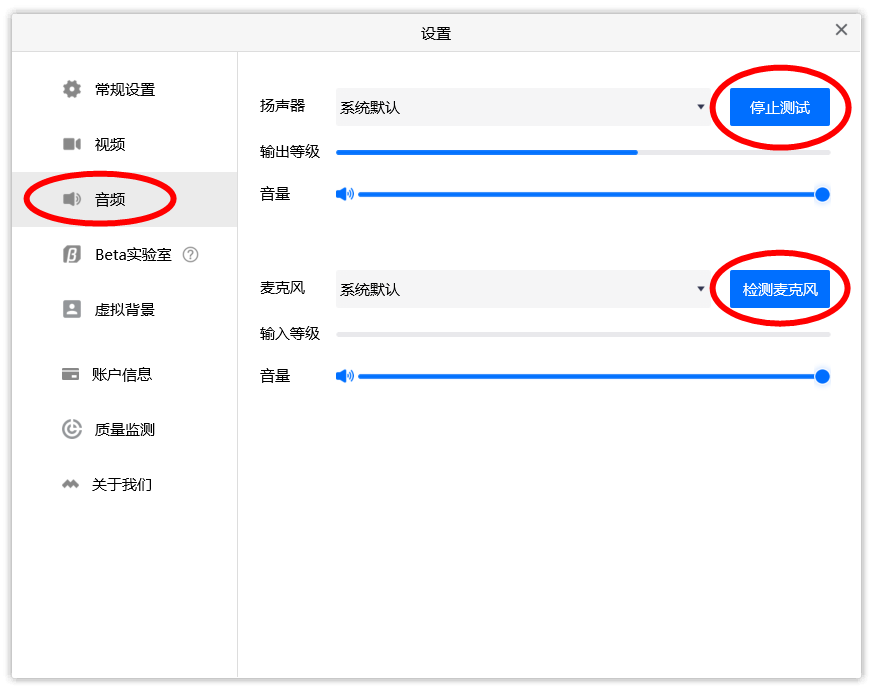 设置
常规设置
视频
音频
Beta实验室
虚拟背景
账户信息
质量监测
关于我们
扬声器
系统默认
停止测试
输出等级
音量
麦克风
系统默认
检测麦克风
输入等级
音量